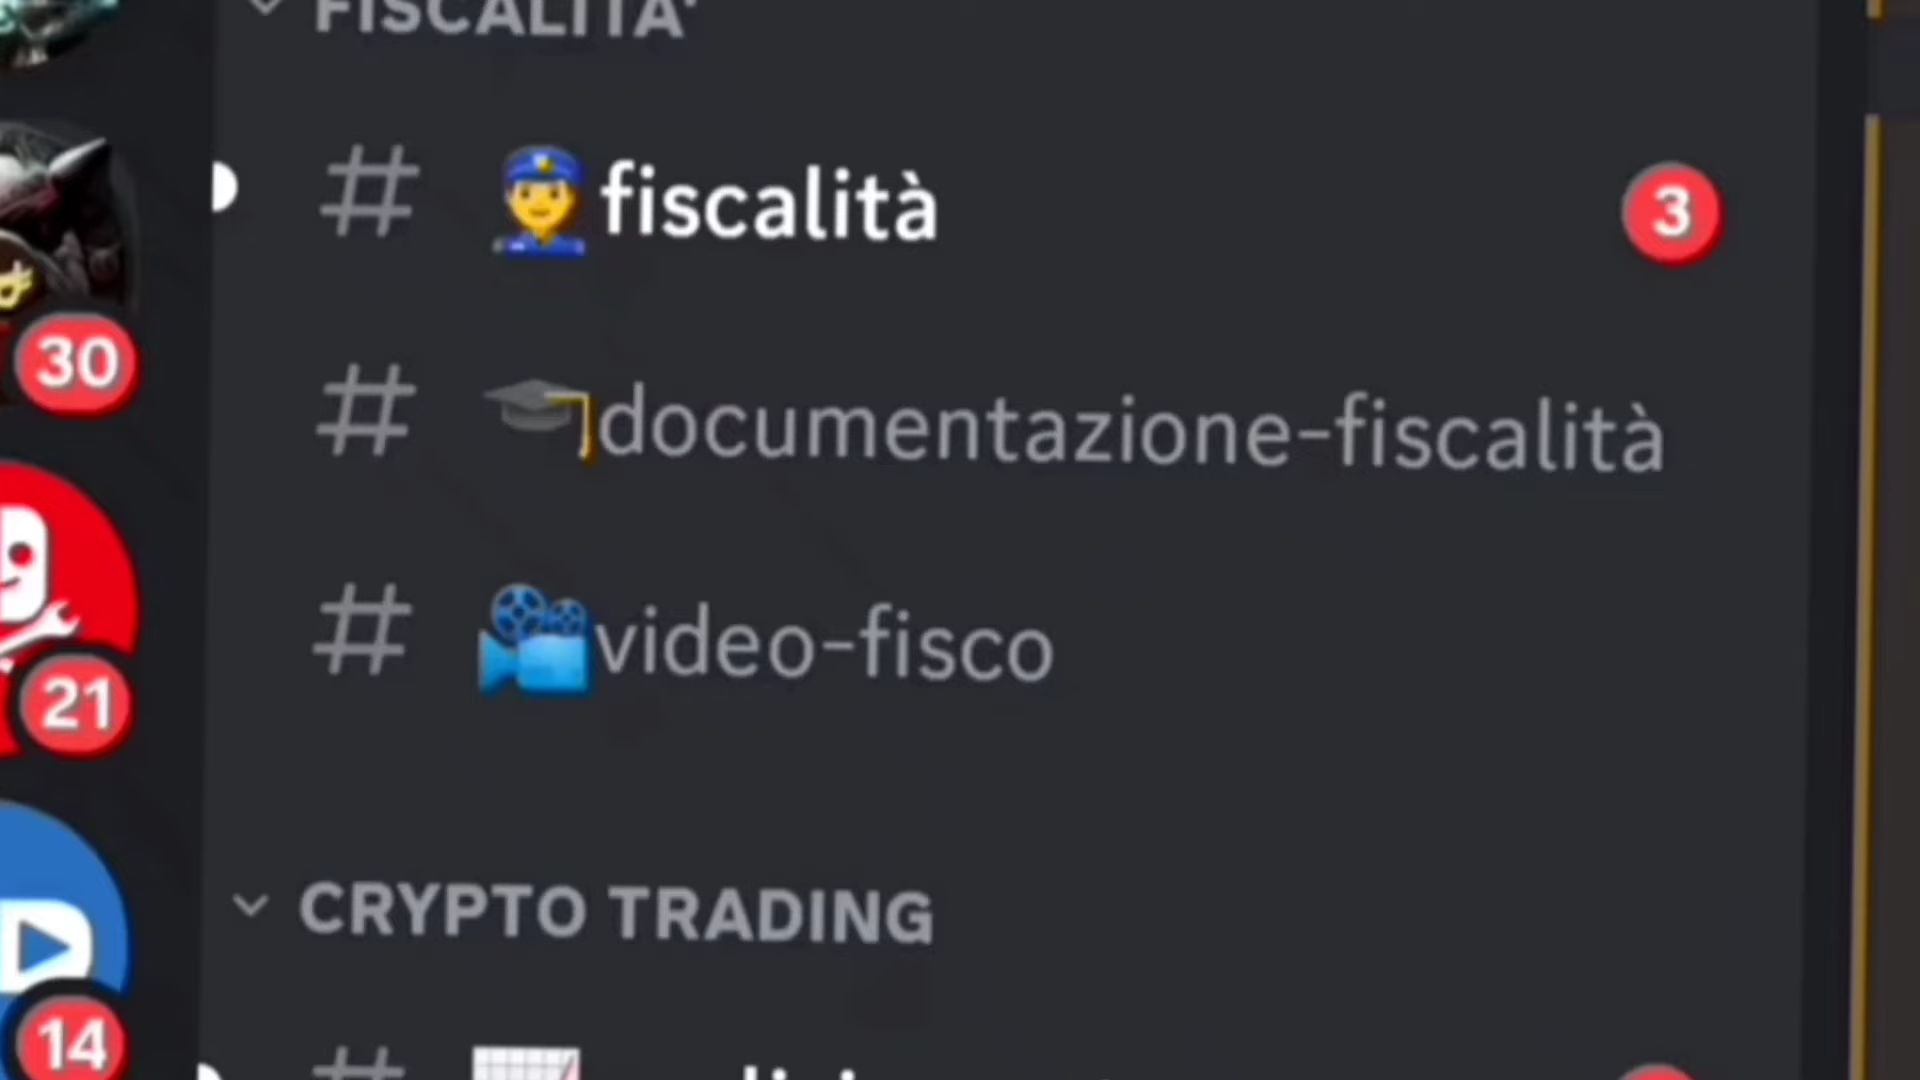 FISCALITA'
# 👮fiscalità 3
30
# 🎓documentazione-fiscalità
# 🎥video-fisco
21
CRYPTO TRADING
14
#